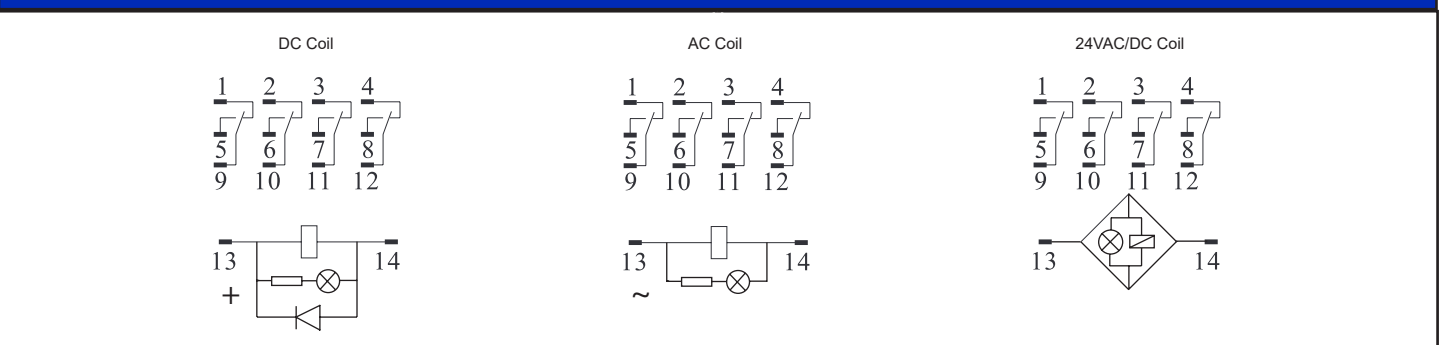 DC Coil AC Coil 24VAC/DC Coil
1 2 3 4 1 2 3 4 1 2 3 4
5 6 7 8 5 6 7 8 5 6 7 8
9 10 11 12 9 10 11 12 9 10 11 12
13 14 13 14 13 14
+ ~